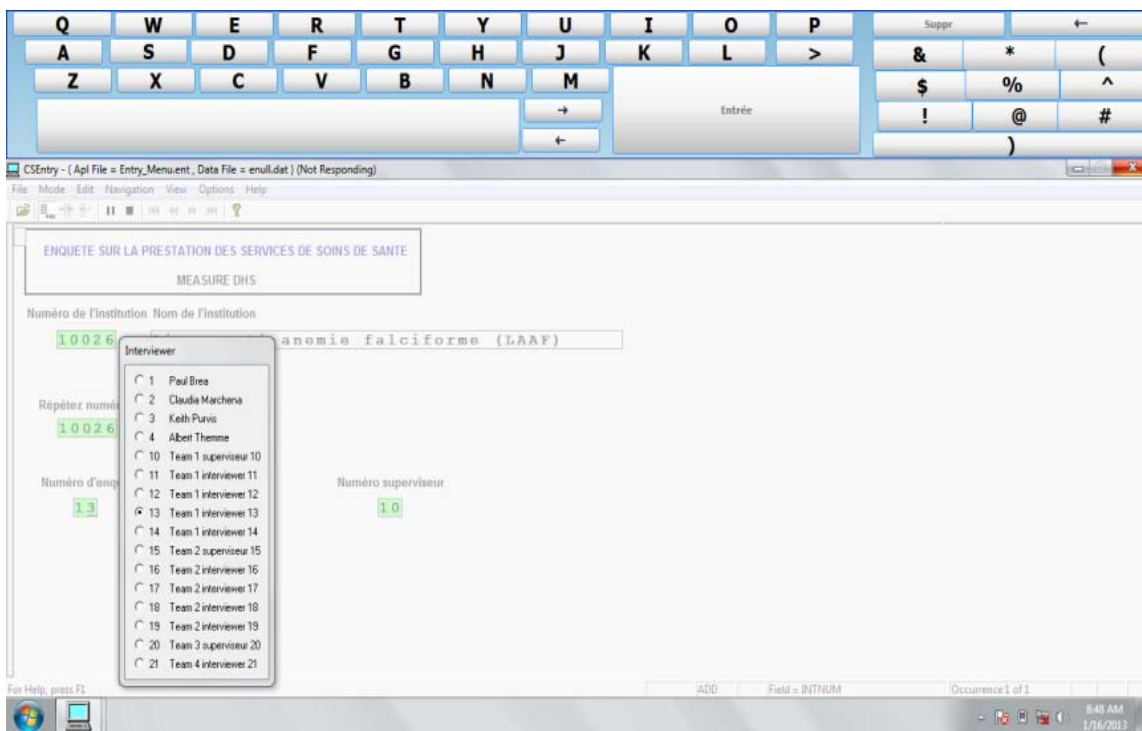 Q W E R T Y U I O P Suppr ←
A S D F G H J K L > & * (
Z X C V B N M $ % ^
→ Entrée ! @ #
← )
CSEntry - ( Apl File = Entry_Menu.ent , Data File = enull.dat ) (Not Responding)
File Mode Edit Navigation View Options Help
ENQUETE SUR LA PRESTATION DES SERVICES DE SOINS DE SANTE
MEASURE DHS
Numéro de l'institution Nom de l'institution
10026 anemie falciforme (LAAF)
Interviewer
1 Paul Brea
2 Claudia Marchena
3 Keith Purvis
4 Albert Themme
10 Team 1 superviseur 10
11 Team 1 interviewer 11
12 Team 1 interviewer 12
13 Team 1 interviewer 13
14 Team 1 interviewer 14
15 Team 2 superviseur 15
16 Team 2 interviewer 16
17 Team 2 interviewer 17
18 Team 2 interviewer 18
19 Team 2 interviewer 19
20 Team 3 superviseur 20
21 Team 4 interviewer 21
Répétez numé
10026
Numéro d'enq Numéro superviseur
13 10
For Help, press F1 ADD Field = INTNUM Occurrence 1 of 1
8:48 AM
1/16/2013